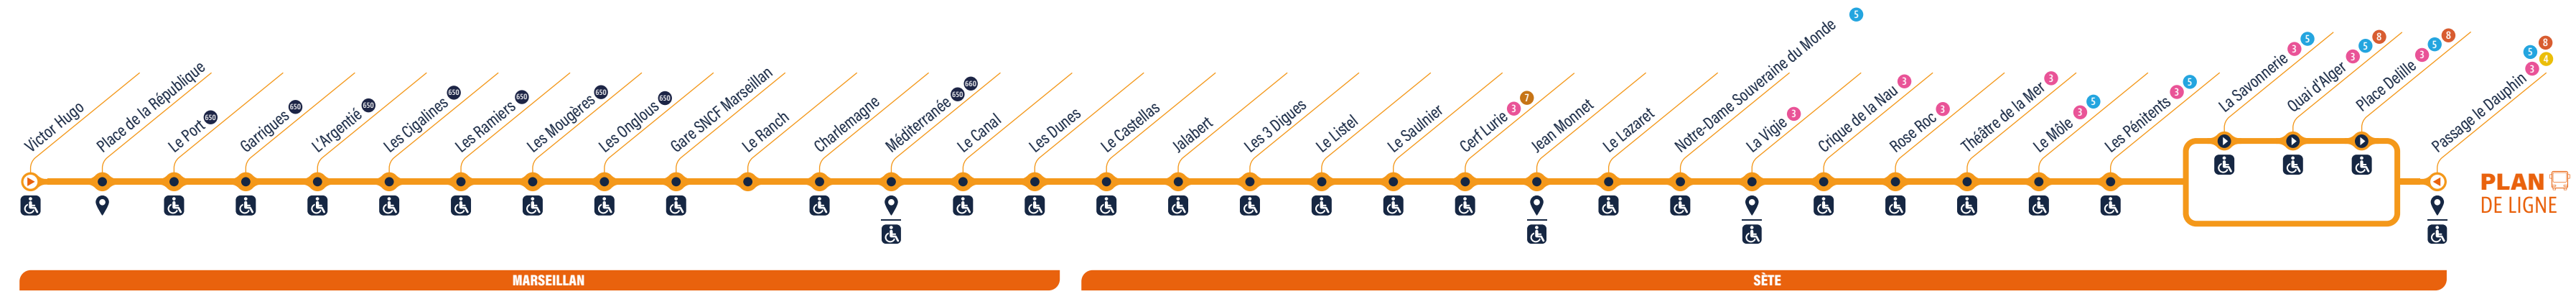 Victor Hugo
Place de la République
Le Port 650
Garrigues 650
L'Argentié 650
Les Cigalines 650
Les Ramiers 650
Les Mougères 650
Les Onglous 650
Gare SNCF Marseillan
Le Ranch
Charlemagne
Méditerranée 650 660
Le Canal
Les Dunes
Le Castellas
Jalabert
Les 3 Digues
Le Listel
Le Saulnier
Cerf Lurie 3 7
Jean Monnet
Le Lazaret
Notre-Dame Souveraine du Monde 5
La Vigie 3
Crique de la Nau 3
Rose Roc 3
Théâtre de la Mer 3
Le Môle 3 5
Les Pénitents 3 5
La Savonnerie 3 5
Quai d'Alger 3 5 8
Place Delille 3 5 8
Passage le Dauphin 3 4 5 8
PLAN
DE LIGNE
MARSEILLAN
SÈTE